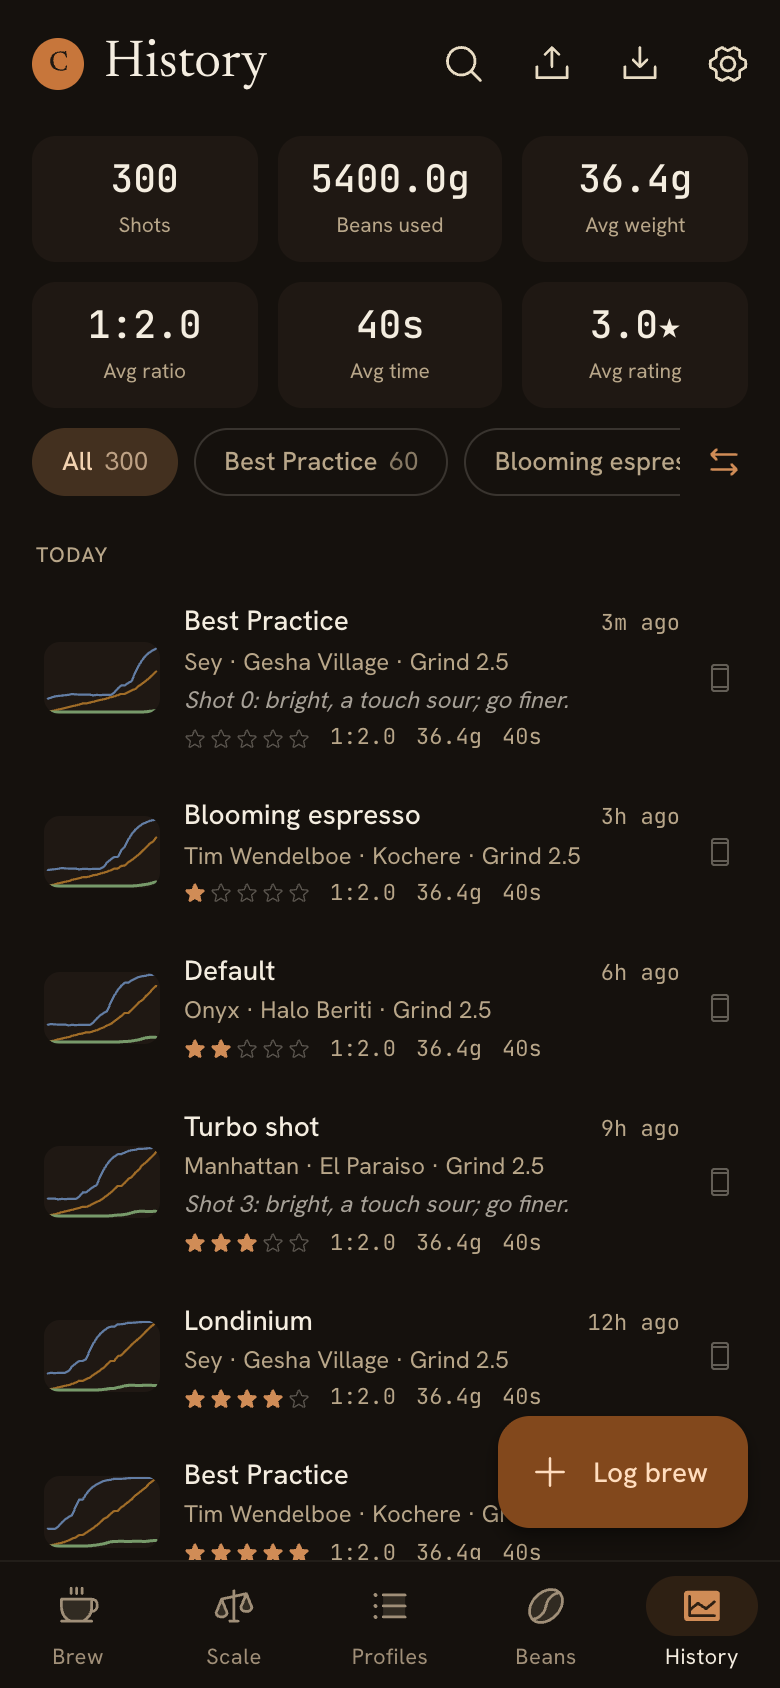 C History
300
Shots
5400.0g
Beans used
36.4g
Avg weight
1:2.0
Avg ratio
40s
Avg time
3.0★
Avg rating
All 300
Best Practice 60
Blooming espres
TODAY
Best Practice 3m ago
Sey · Gesha Village · Grind 2.5
Shot 0: bright, a touch sour; go finer.
1:2.0 36.4g 40s
Blooming espresso 3h ago
Tim Wendelboe · Kochere · Grind 2.5
1:2.0 36.4g 40s
Default 6h ago
Onyx · Halo Beriti · Grind 2.5
1:2.0 36.4g 40s
Turbo shot 9h ago
Manhattan · El Paraiso · Grind 2.5
Shot 3: bright, a touch sour; go finer.
1:2.0 36.4g 40s
Londinium 12h ago
Sey · Gesha Village · Grind 2.5
1:2.0 36.4g 40s
Best Practice
Tim Wendelboe · Kochere ·
1:2.0 36.4g 40s
Log brew
Brew
Scale
Profiles
Beans
History